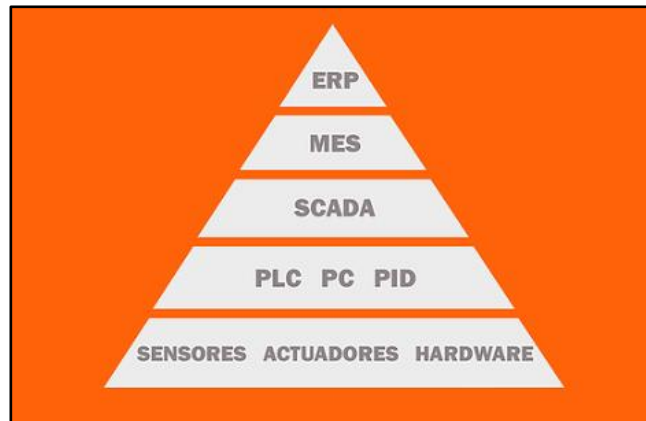 ERP
MES
SCADA
PLC PC PID
SENSORES ACTUADORES HARDWARE